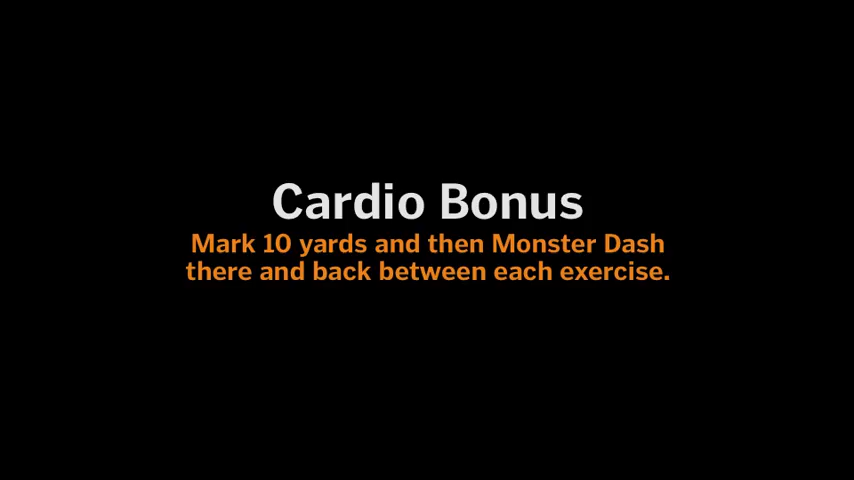 Cardio Bonus
Mark 10 yards and then Monster Dash
there and back between each exercise.